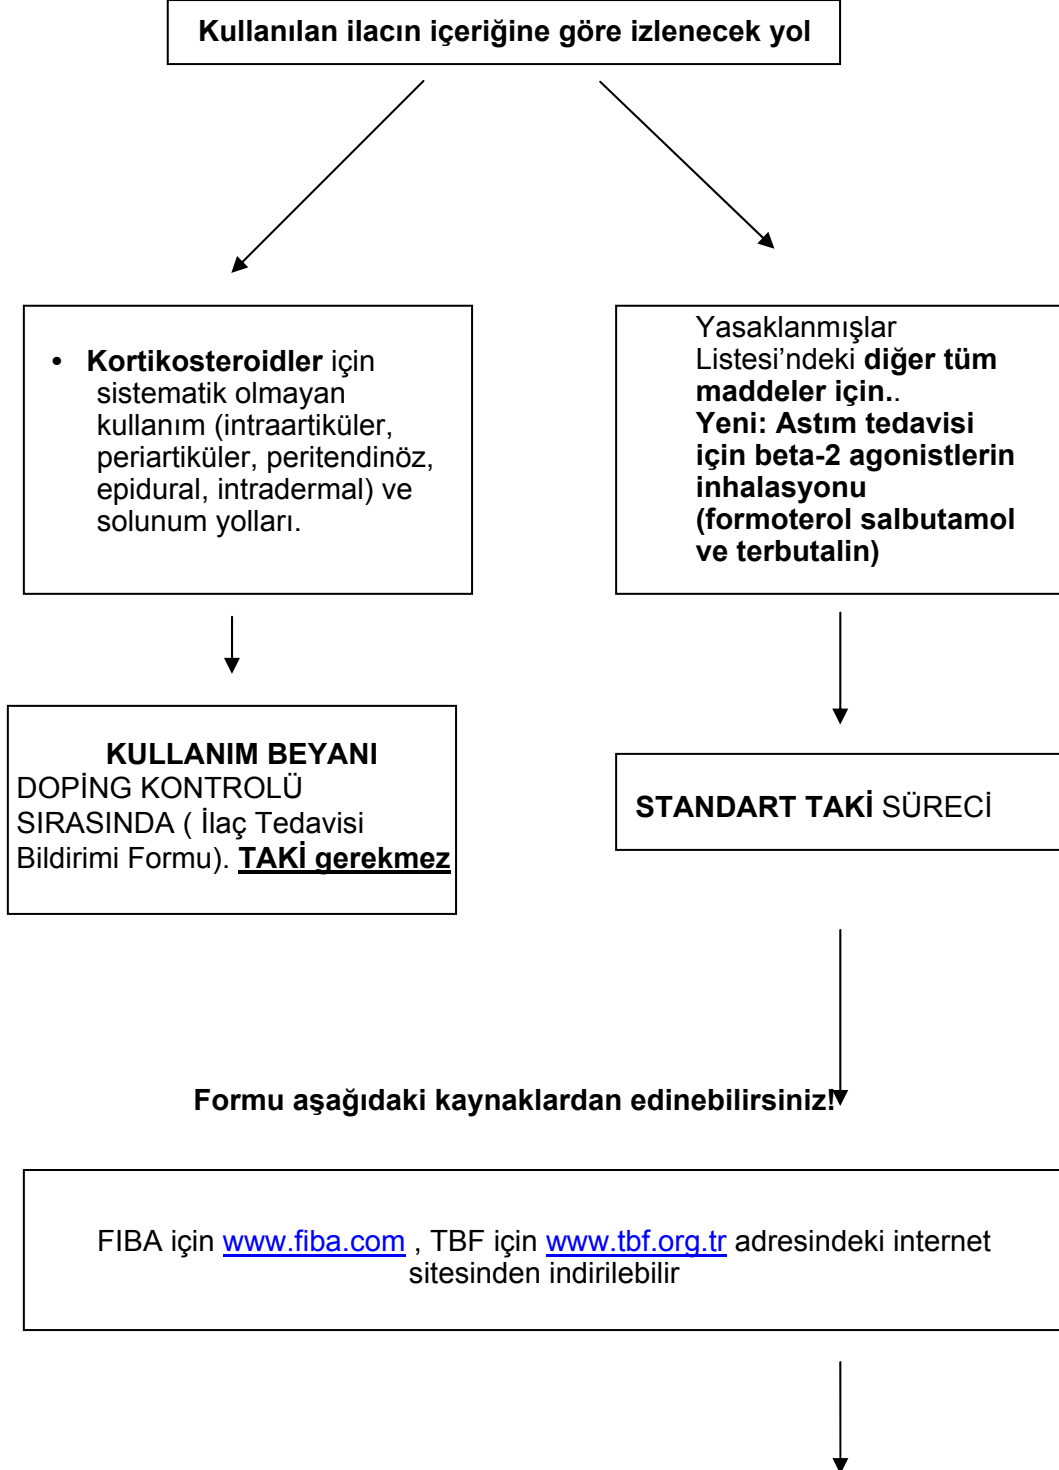 Kullanılan ilacın içeriğine göre izlenecek yol
• Kortikosteroidler için
sistematik olmayan
kullanım (intraartiküler,
periartiküler, peritendinöz,
epidural, intradermal) ve
solunum yolları.
Yasaklanmışlar
Listesi’ndeki diğer tüm
maddeler için..
Yeni: Astım tedavisi
için beta-2 agonistlerin
inhalasyonu
(formoterol salbutamol
ve terbutalin)
KULLANIM BEYANI
DOPİNG KONTROLÜ
SIRASINDA ( İlaç Tedavisi
Bildirimi Formu). TAKİ gerekmez
STANDART TAKİ SÜRECİ
Formu aşağıdaki kaynaklardan edinebilirsiniz!
FIBA için www.fiba.com , TBF için www.tbf.org.tr adresindeki internet
sitesinden indirilebilir